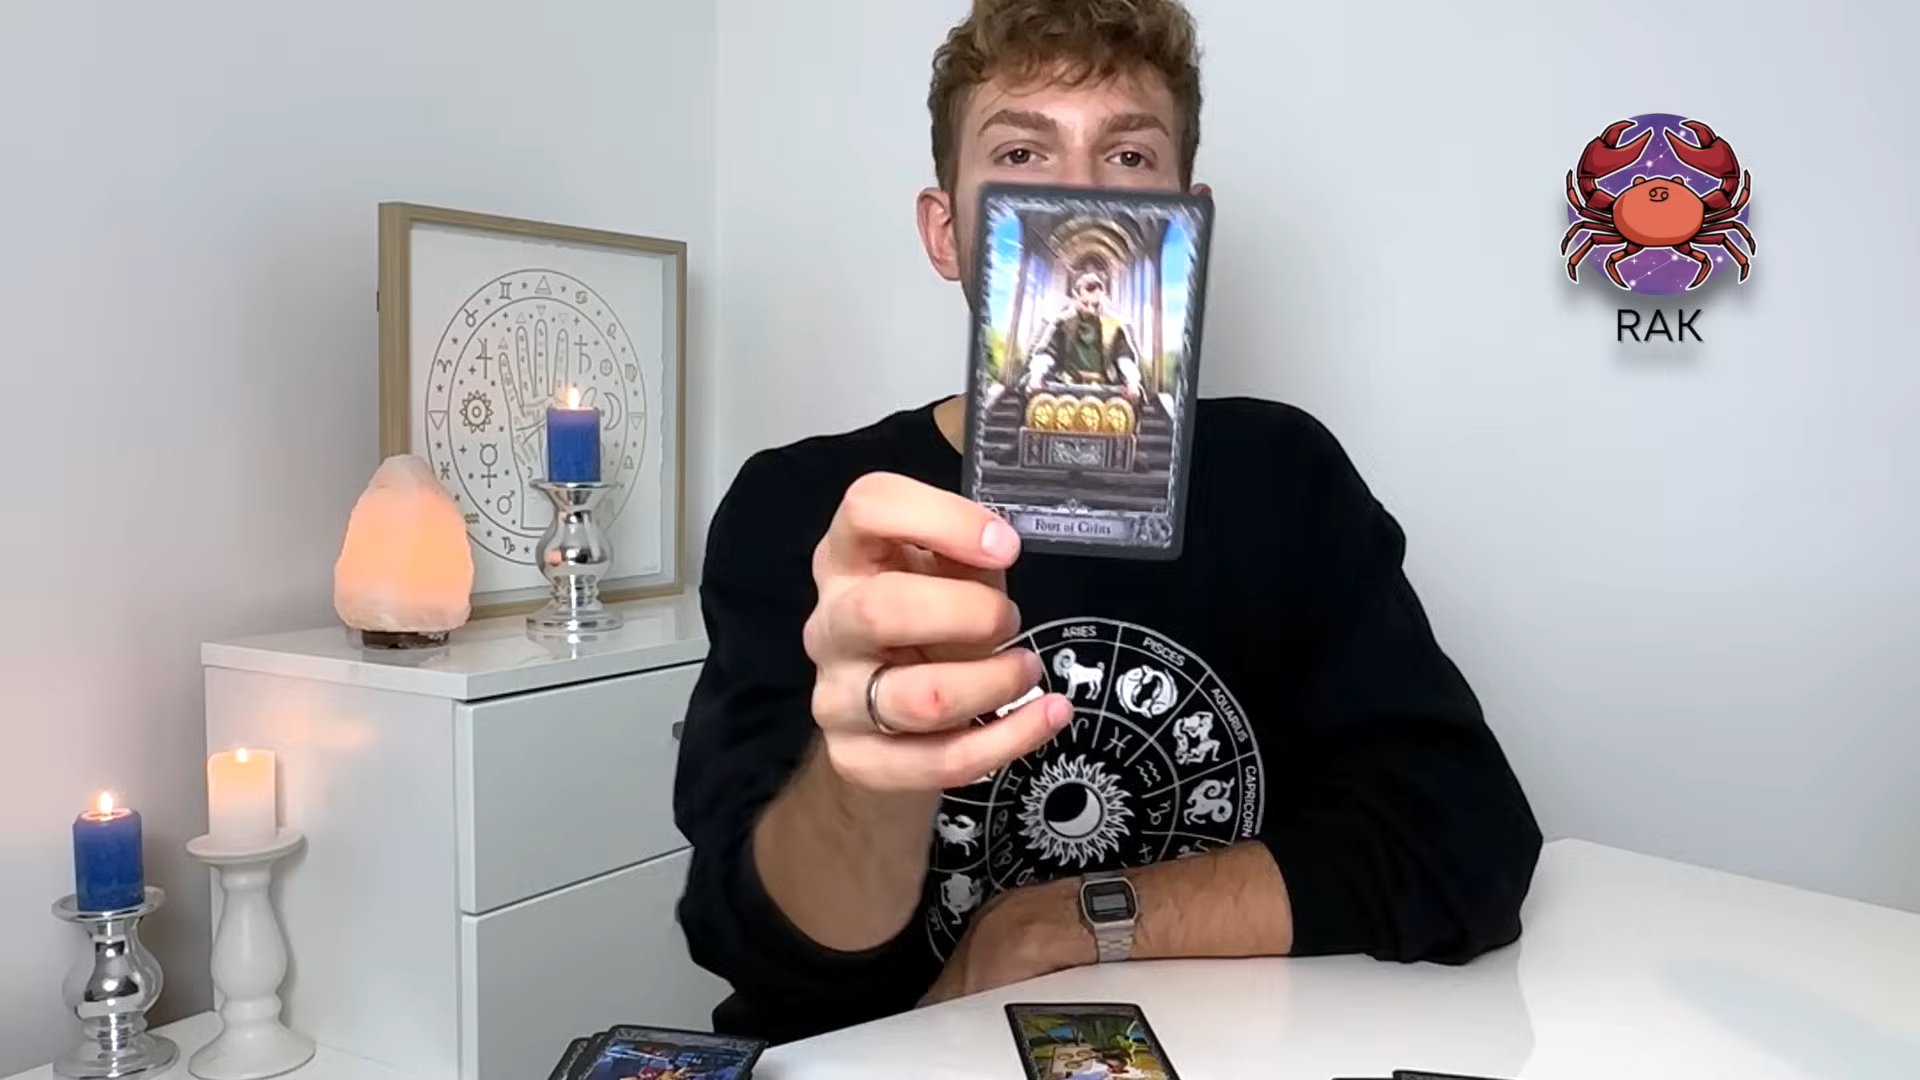 RAK
Four of Coins
ARIES
PISCES
AQUARIUS
CAPRICORN